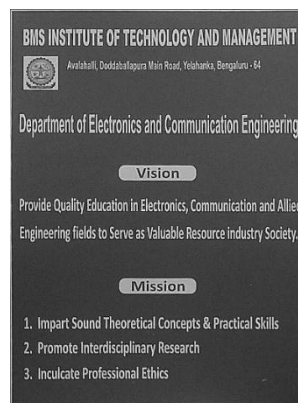 BMS INSTITUTE OF TECHNOLOGY AND MANAGEMENT
Avalahalli, Doddaballapura Main Road, Yelahanka, Bengaluru - 64
Department of Electronics and Communication Engineering
Vision
Provide Quality Education in Electronics, Communication and Allied
Engineering fields to Serve as Valuable Resource industry Society.
Mission
1. Impart Sound Theoretical Concepts & Practical Skills
2. Promote Interdisciplinary Research
3. Inculcate Professional Ethics